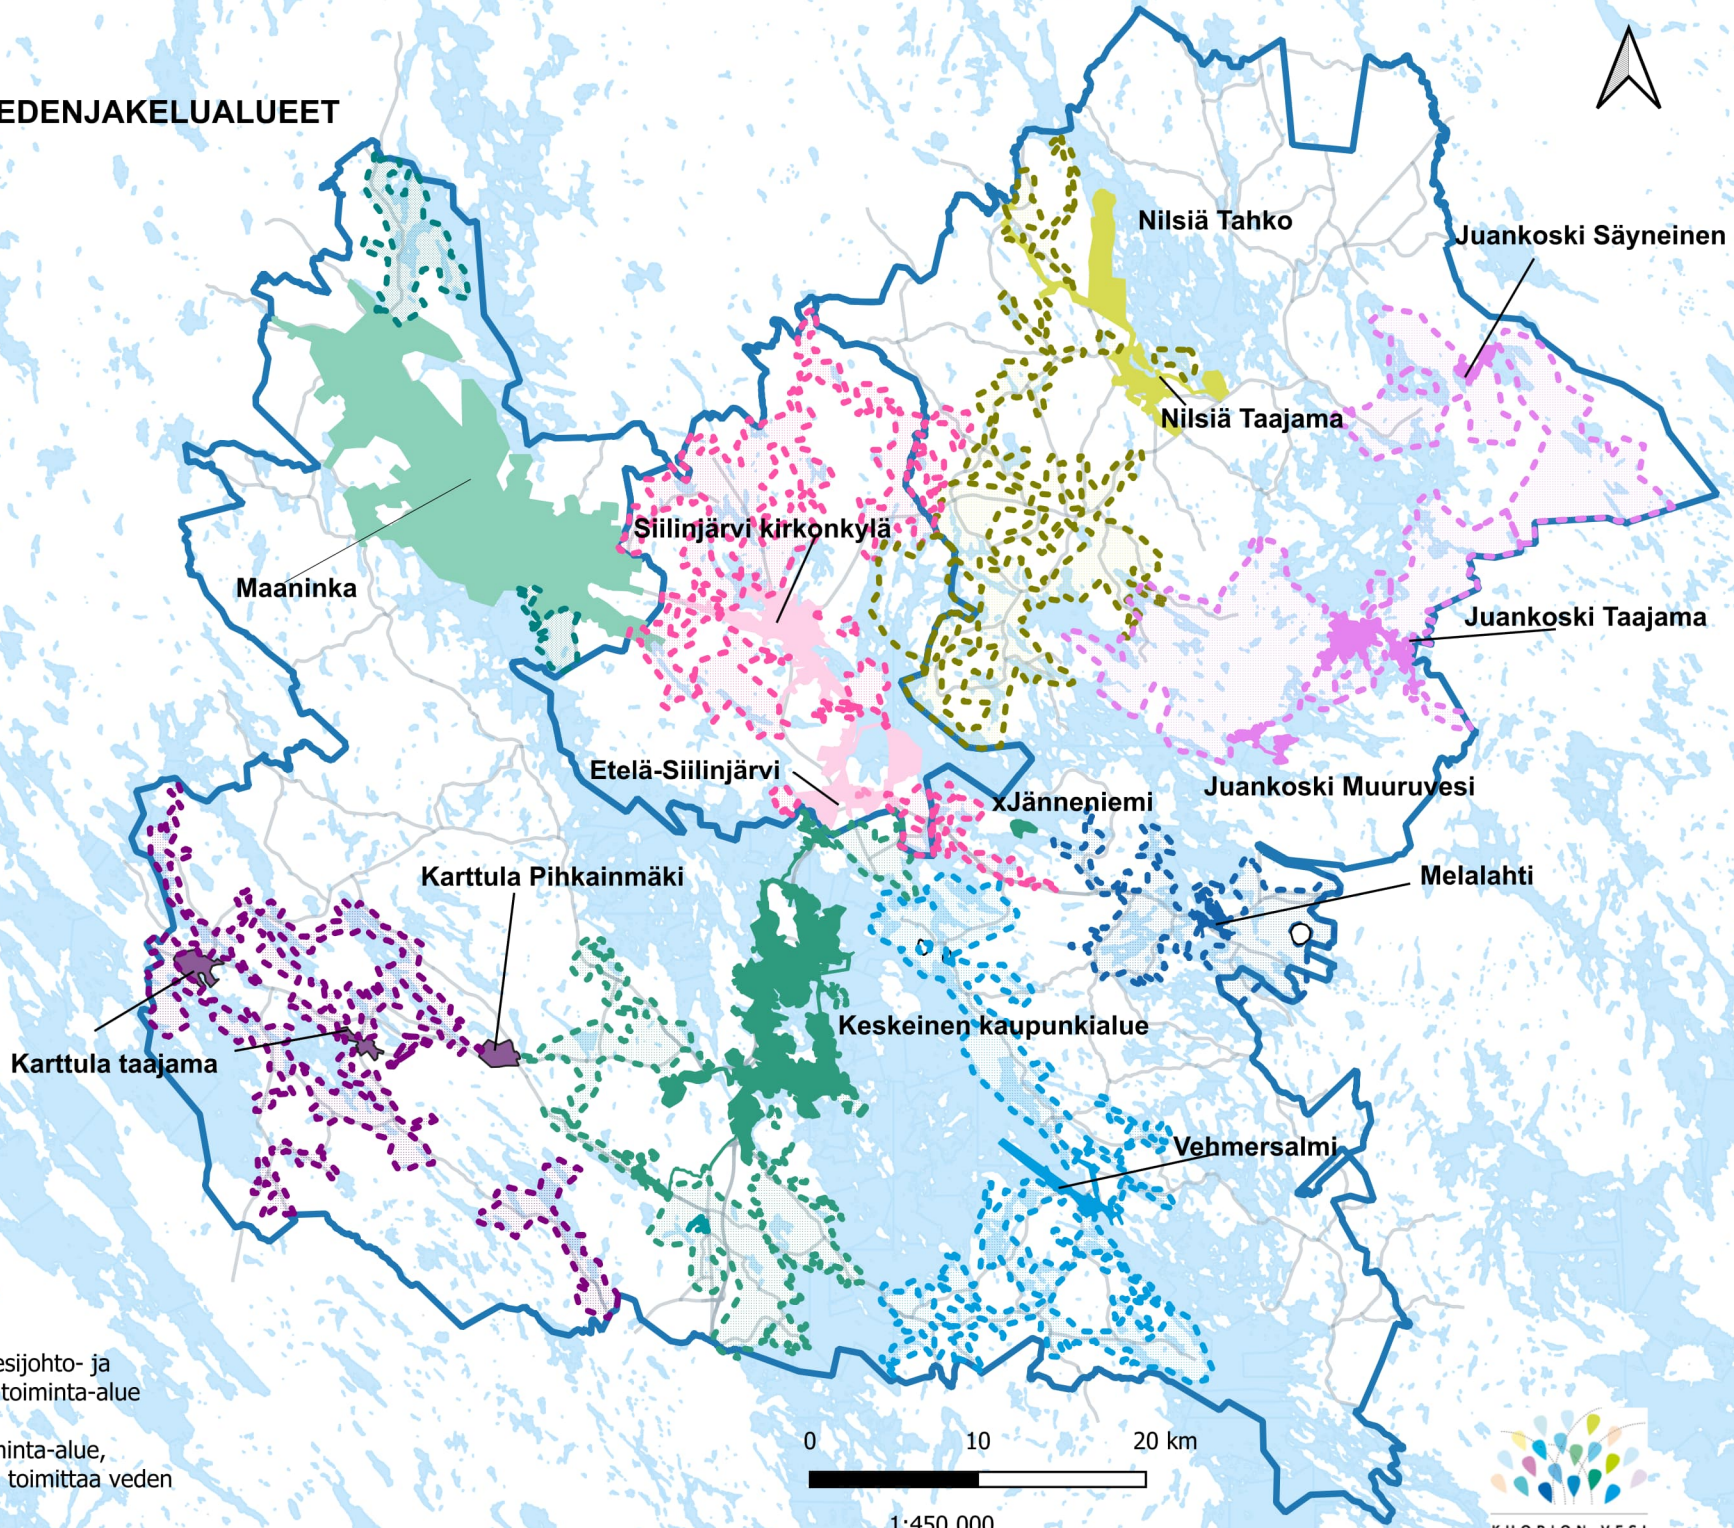 EDENJAKELUALUEET
Nilsiä Tahko
Juankoski Säyneinen
Nilsiä Taajama
Siilinjärvi kirkonkylä
Maaninka
Juankoski Taajama
Etelä-Siilinjärvi
Juankoski Muuruvesi
xJänneniemi
Karttula Pihkainmäki
Melalahti
Keskeinen kaupunkialue
Karttula taajama
Vehmersalmi
esijohto- ja
toiminta-alue
ninta-alue,
toimittaa veden
0 10 20 km
1:450 000